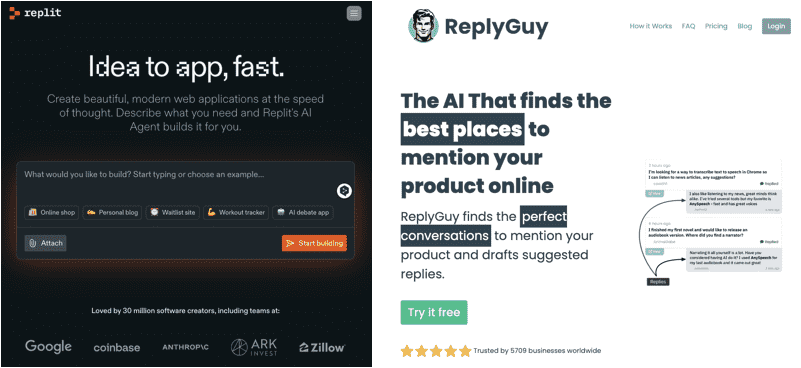 replit
Idea to app, fast.
Create beautiful, modern web applications at the speed
of thought. Describe what you need and Replit's AI
Agent builds it for you.
What would you like to build? Start typing or choose an example...
Online shop
Personal blog
Waitlist site
Workout tracker
AI debate app
Attach
Start building
Loved by 30 million software creators, including teams at:
Google
coinbase
ANTHROP\C
ARK
INVEST
Zillow
ReplyGuy
How it Works
FAQ
Pricing
Blog
Login
The AI That finds the
best places to
mention your
product online
ReplyGuy finds the perfect
conversations to mention your
product and drafts suggested
replies.
Try it free
Trusted by 5709 businesses worldwide
I'm looking for a way to transcribe text to speech in Chrome so
I can listen to news articles, any suggestions?
I also like listening to my news, great minds think
alike. I've tried several tools but my favorite is
AnySpeech - fast and has great voices
I finished my first novel and would like to release an
audiobook version. Where did you find a narrator?
Narrating it all yourself is a lot. Have you
considered having AI do it? I used AnySpeech for
my last audiobook and it came out great
Replies